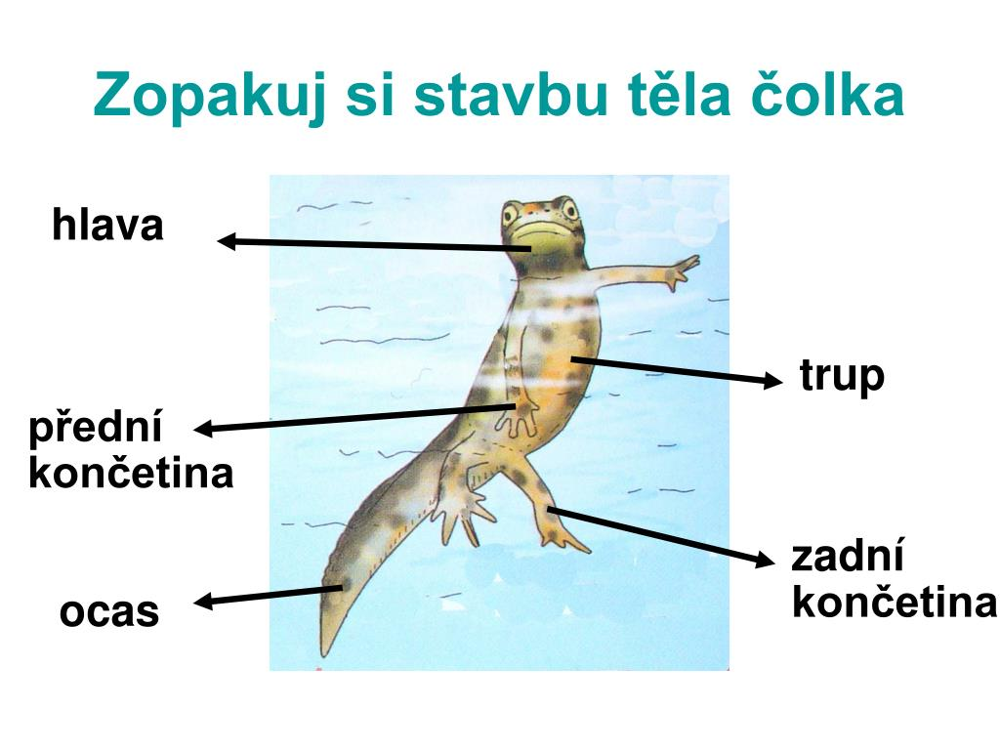 Zopakuj si stavbu těla čolka
hlava
trup
přední
končetina
zadní
končetina
ocas